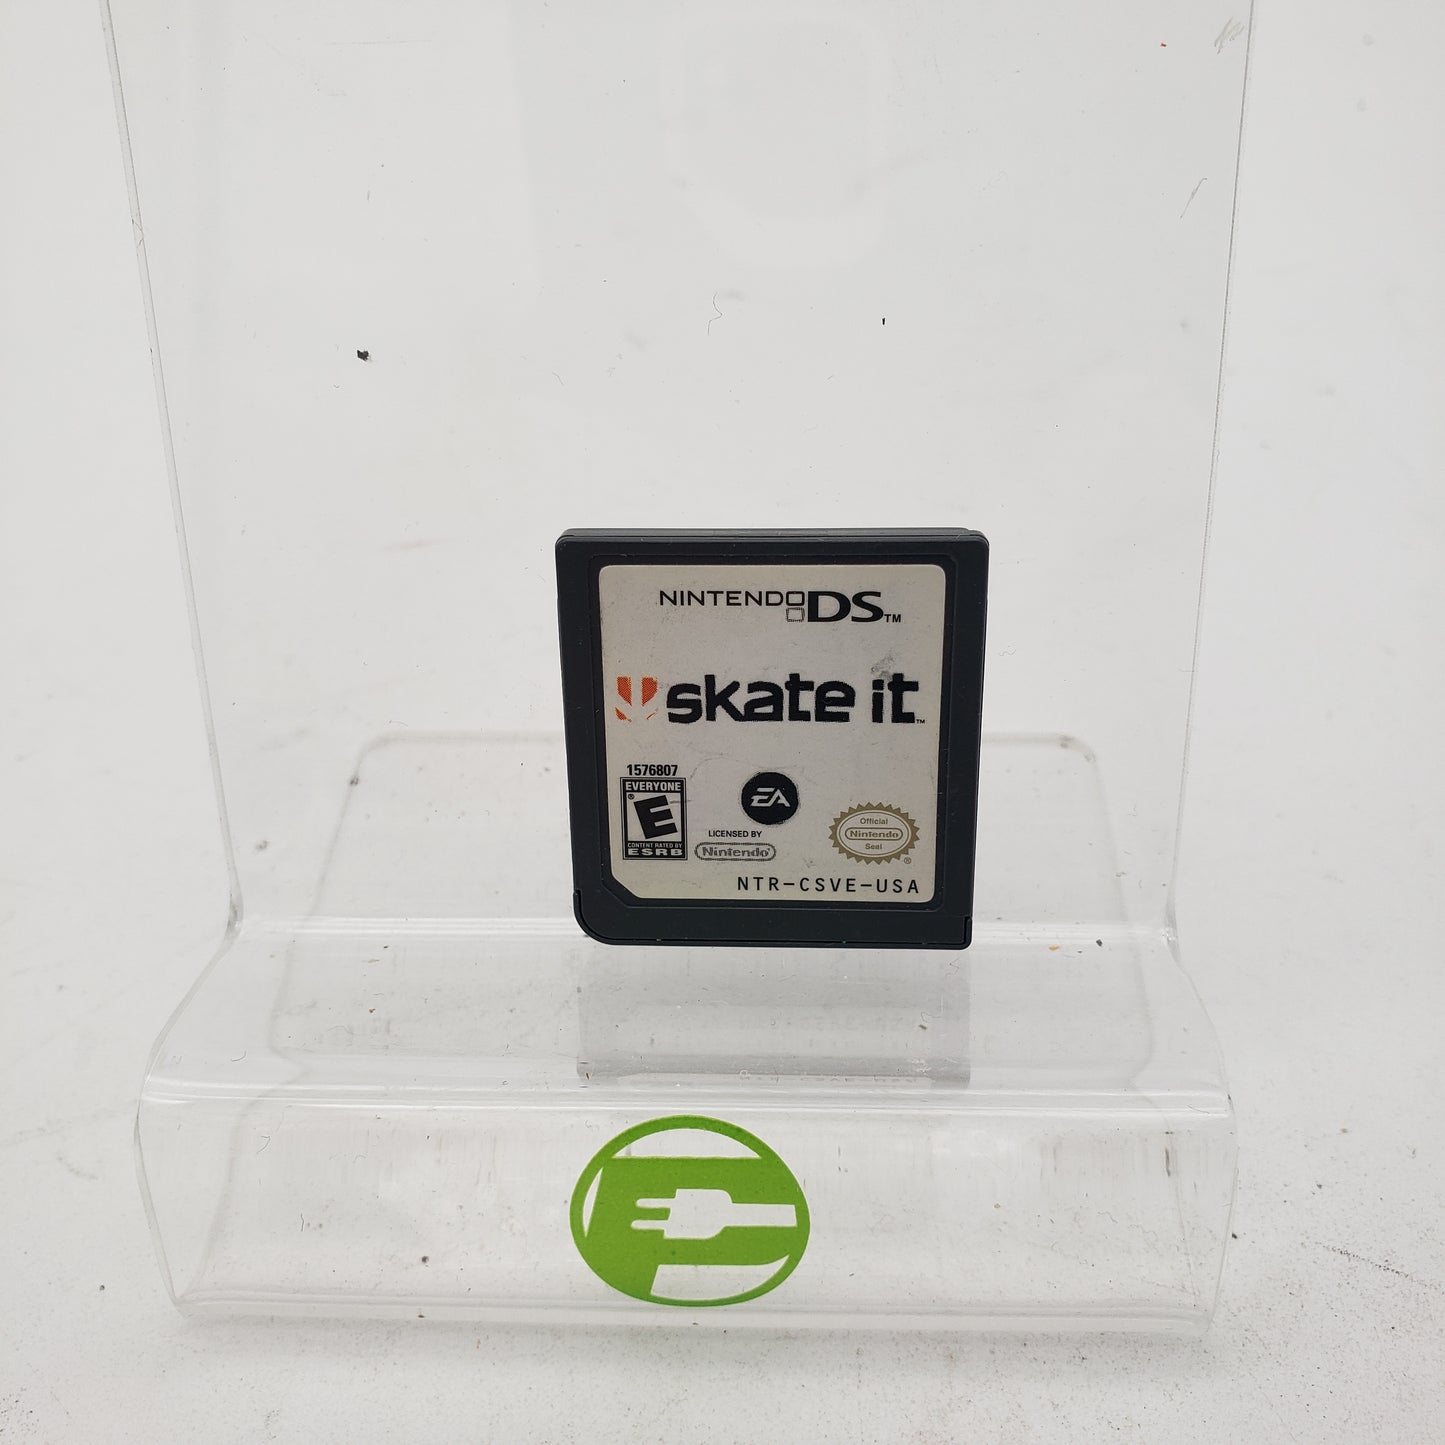 NINTENDO DS™
skate it™
1576807
EVERYONE
E
®
CONTENT RATED BY
ESRB
EA
LICENSED BY
Nintendo®
Official
Nintendo
Seal
®
NTR-CSVE-USA